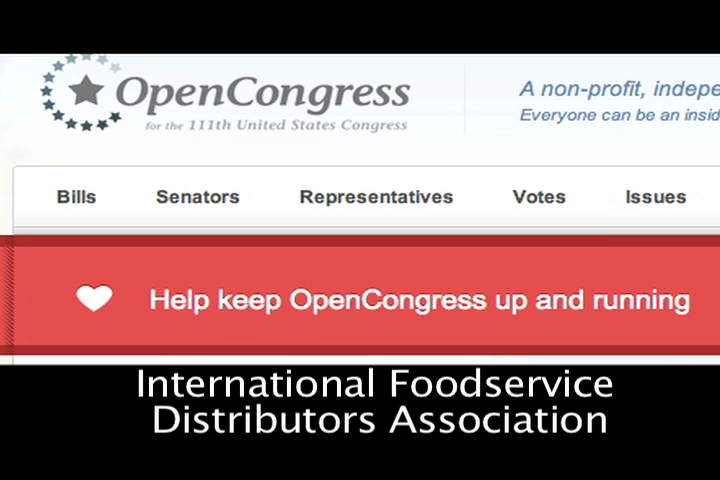 OpenCongress
for the 111th United States Congress
A non-profit, indepe
Everyone can be an insid
Bills Senators Representatives Votes Issues
Help keep OpenCongress up and running
International Foodservice
Distributors Association